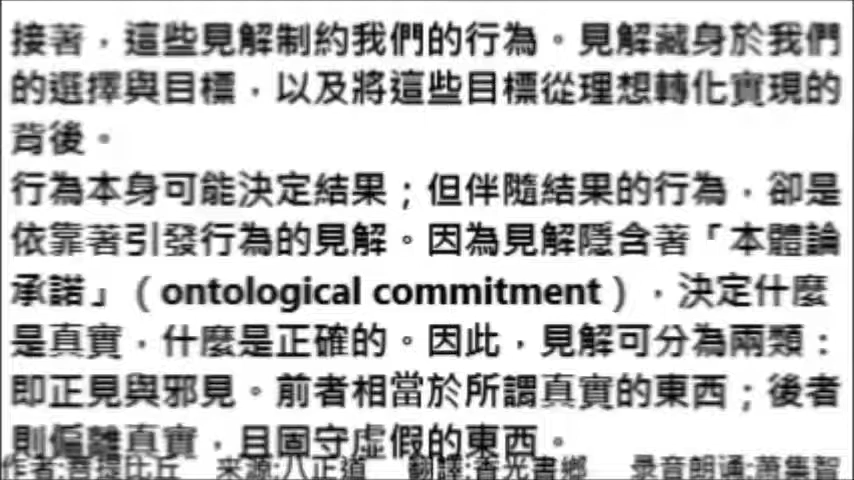 接著，這些見解制約我們的行為。見解藏身於我們
的選擇與目標，以及將這些目標從理想轉化實現的
背後。
行為本身可能決定結果；但伴隨結果的行為，卻是
依靠著引發行為的見解。因為見解隱含著「本體論
承諾」（ontological commitment），決定什麼
是真實，什麼是正確的。因此，見解可分為兩類：
即正見與邪見。前者相當於所謂真實的東西；後者
則偏離真實，且固守虛假的東西。
作者:菩提比丘 來源:八正道 翻譯:香光書鄉 录音朗诵:蕭集智